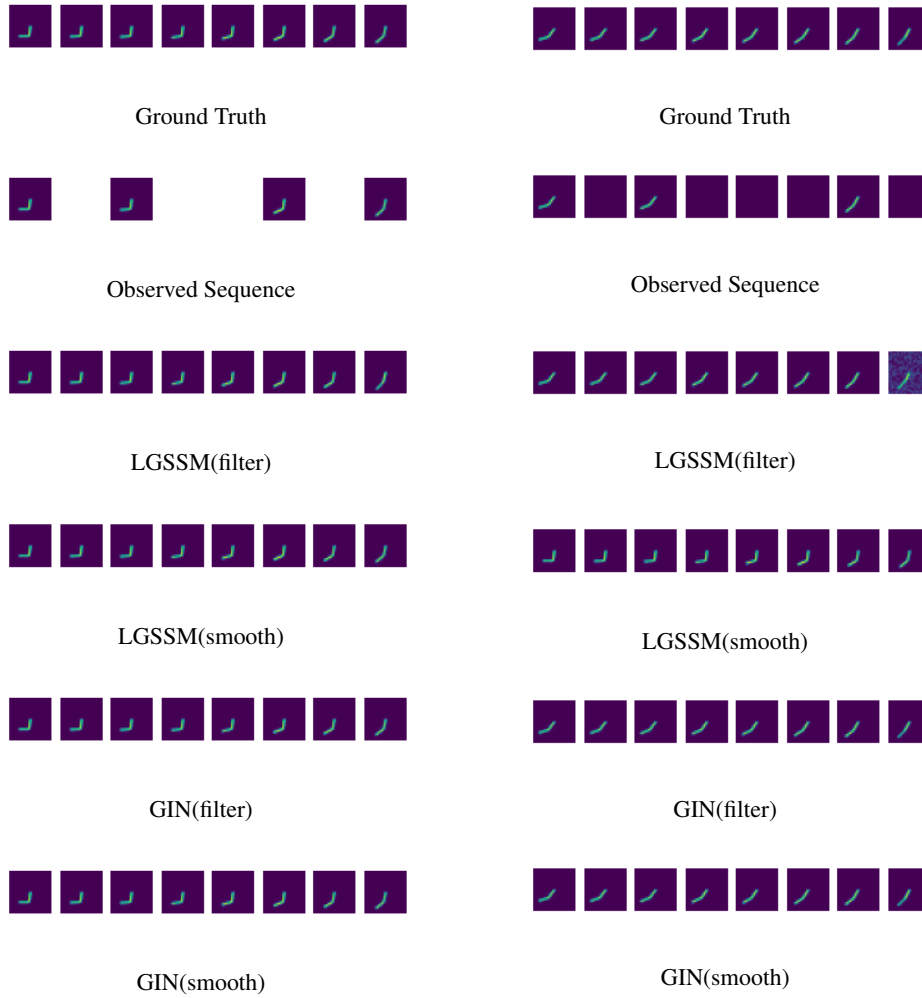 Ground Truth
Ground Truth
Observed Sequence
Observed Sequence
LGSSM(filter)
LGSSM(filter)
LGSSM(smooth)
LGSSM(smooth)
GIN(filter)
GIN(filter)
GIN(smooth)
GIN(smooth)